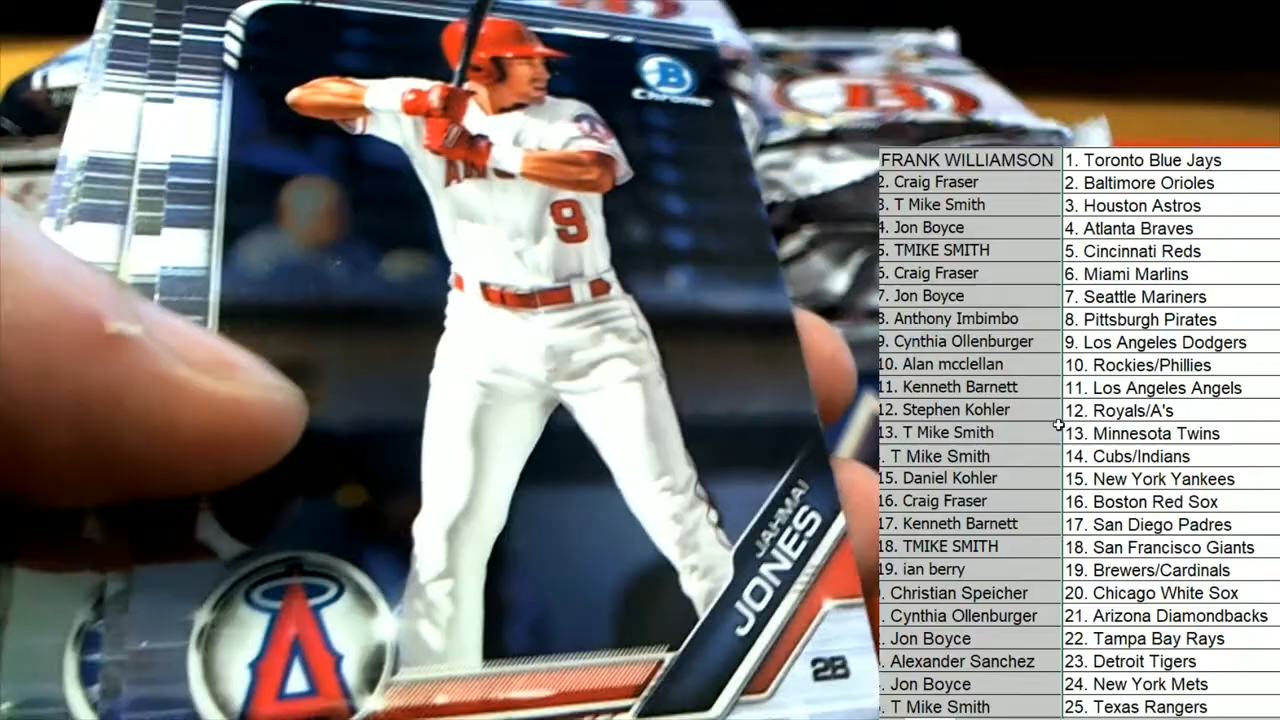 B
Chrome
9
JAHMAI
JONES
2B
A
FRANK WILLIAMSON 1. Toronto Blue Jays
2. Craig Fraser 2. Baltimore Orioles
3. T Mike Smith 3. Houston Astros
4. Jon Boyce 4. Atlanta Braves
5. TMIKE SMITH 5. Cincinnati Reds
6. Craig Fraser 6. Miami Marlins
7. Jon Boyce 7. Seattle Mariners
8. Anthony Imbimbo 8. Pittsburgh Pirates
9. Cynthia Ollenburger 9. Los Angeles Dodgers
10. Alan mcclellan 10. Rockies/Phillies
11. Kenneth Barnett 11. Los Angeles Angels
12. Stephen Kohler 12. Royals/A's
13. T Mike Smith 13. Minnesota Twins
. T Mike Smith 14. Cubs/Indians
15. Daniel Kohler 15. New York Yankees
16. Craig Fraser 16. Boston Red Sox
17. Kenneth Barnett 17. San Diego Padres
18. TMIKE SMITH 18. San Francisco Giants
19. ian berry 19. Brewers/Cardinals
. Christian Speicher 20. Chicago White Sox
. Cynthia Ollenburger 21. Arizona Diamondbacks
. Jon Boyce 22. Tampa Bay Rays
. Alexander Sanchez 23. Detroit Tigers
. Jon Boyce 24. New York Mets
. T Mike Smith 25. Texas Rangers